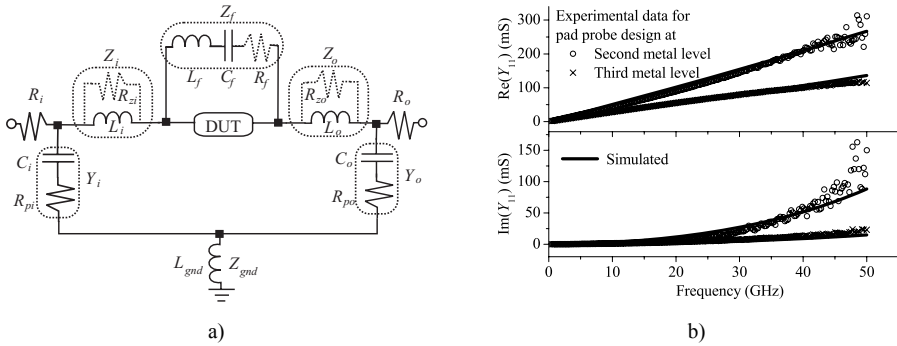 Z_f
L_f C_f R_f
Z_i
R_zi
L_i
Z_o
R_zo
L_o
R_i
R_o
DUT
C_i
Y_i
R_pi
C_o
Y_o
R_po
L_gnd Z_gnd
a)
Experimental data for
pad probe design at
Second metal level
Third metal level
Re(Y_11) (mS)
400
300
200
100
0
Simulated
Im(Y_11) (mS)
150
100
50
0
0 10 20 30 40 50
Frequency (GHz)
b)